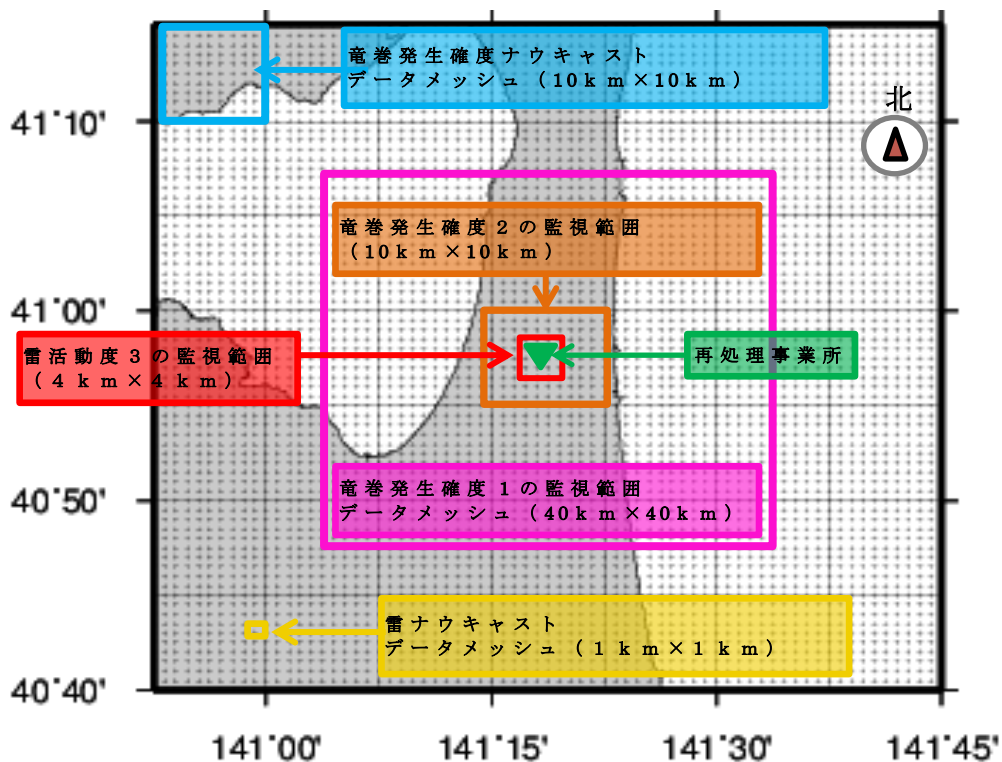 竜巻発生確度ナウキャスト
データメッシュ（10km×10km）
北
41°10'
竜巻発生確度２の監視範囲
（10km×10km）
41°00'
雷活動度３の監視範囲
（４km×４km）
再処理事業所
竜巻発生確度１の監視範囲
データメッシュ（40km×40km）
40°50'
雷ナウキャスト
データメッシュ（１km×１km）
40°40'
141°00'
141°15'
141°30'
141°45'